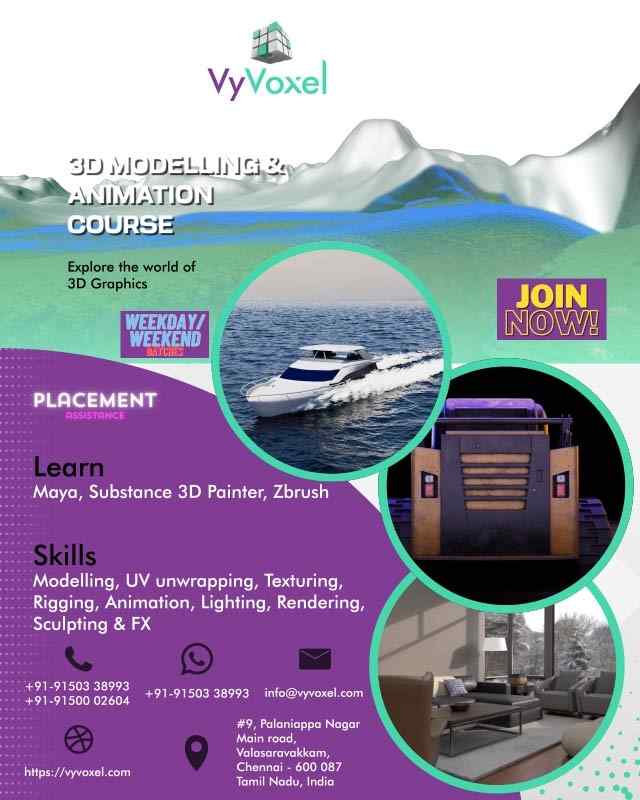 VyVoxel
3D MODELLING &
ANIMATION
COURSE
Explore the world of
3D Graphics
WEEKDAY/
WEEKEND
BATCHES
JOIN
NOW!
PLACEMENT
ASSISTANCE
Learn
Maya, Substance 3D Painter, Zbrush
Skills
Modelling, UV unwrapping, Texturing,
Rigging, Animation, Lighting, Rendering,
Sculpting & FX
+91-91503 38993
+91-91500 02604
+91-91503 38993
info@vyvoxel.com
https://vyvoxel.com
#9, Palaniappa Nagar
Main road,
Valasaravakkam,
Chennai - 600 087
Tamil Nadu, India